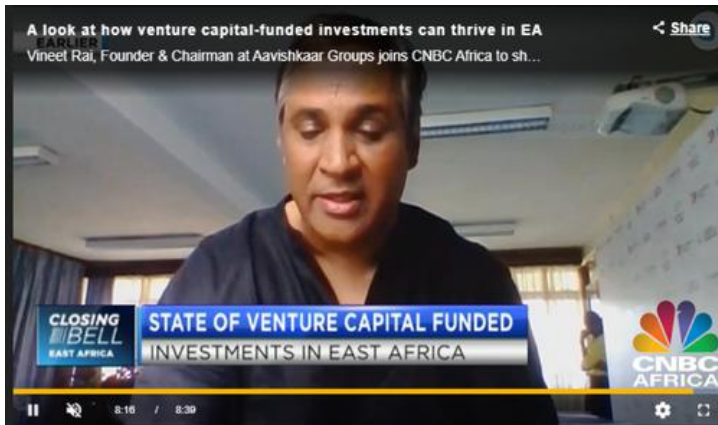 A look at how venture capital-funded investments can thrive in EA
Share
EARLIER
Vineet Rai, Founder & Chairman at Aavishkaar Groups joins CNBC Africa to sh...
CLOSING
BELL
EAST AFRICA
STATE OF VENTURE CAPITAL FUNDED
INVESTMENTS IN EAST AFRICA
CNBC
AFRICA
8:16 / 8:39